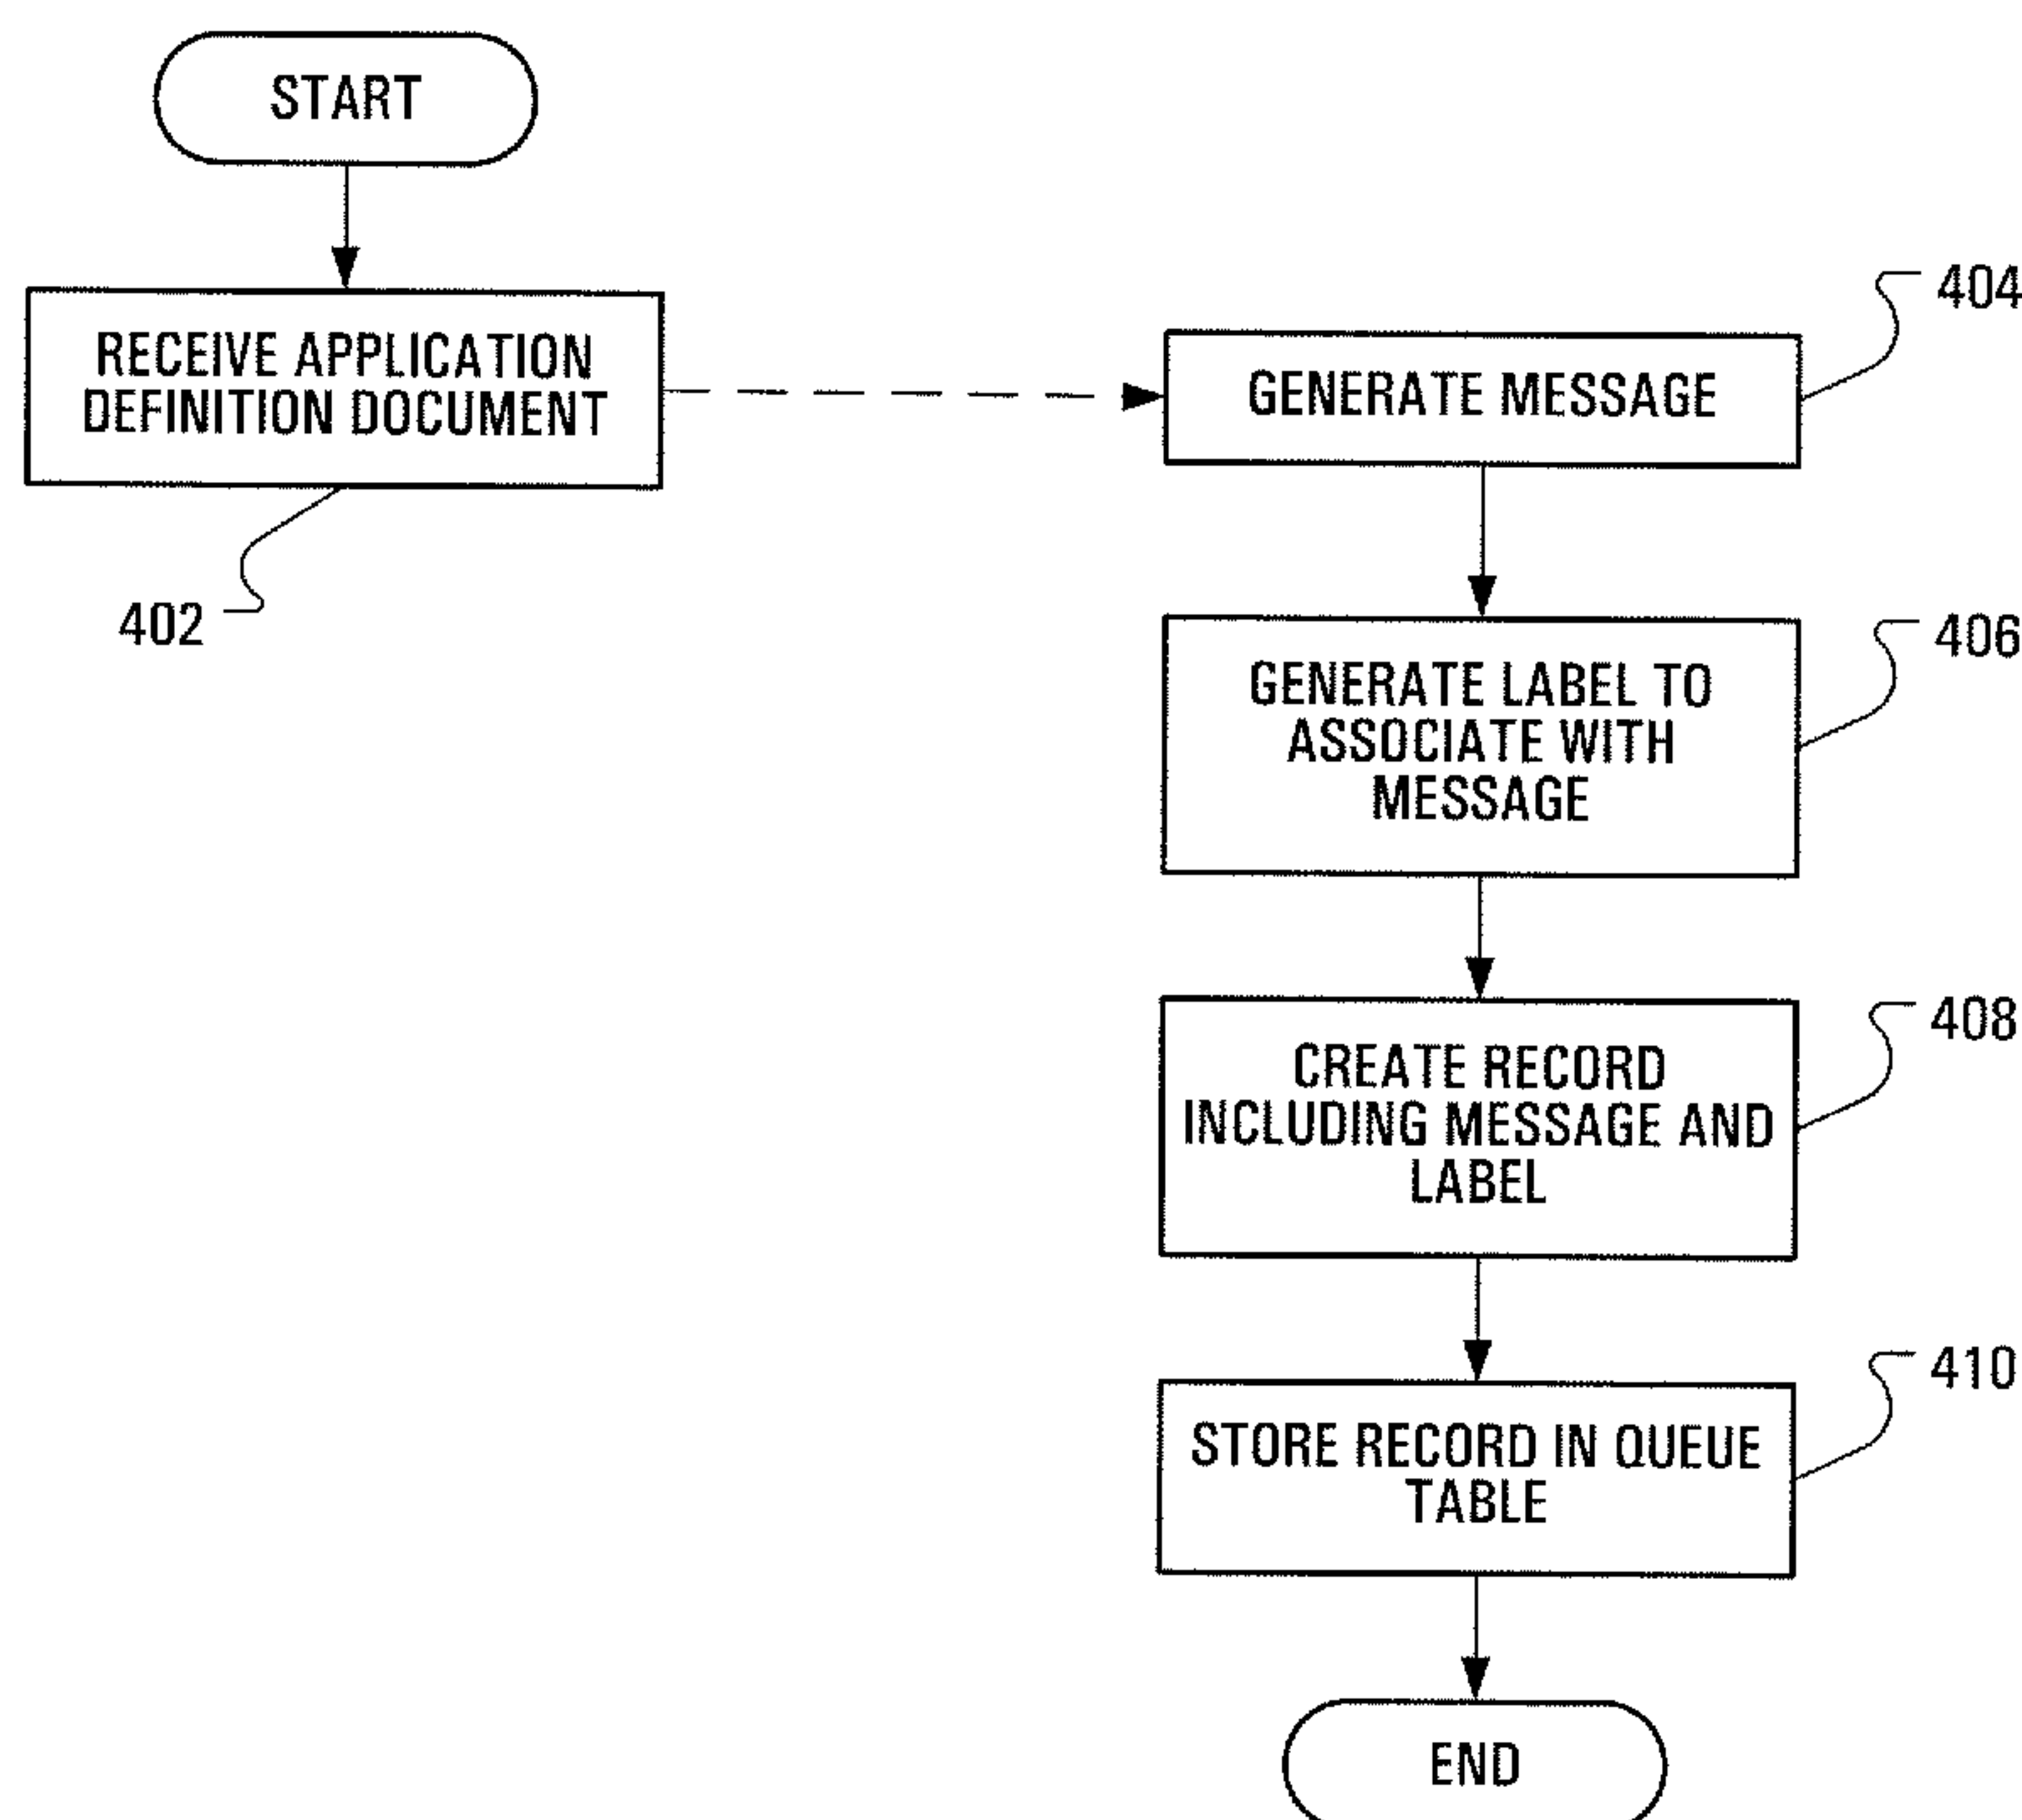 START
RECEIVE APPLICATION
DEFINITION DOCUMENT
402
GENERATE MESSAGE
404
GENERATE LABEL TO
ASSOCIATE WITH
MESSAGE
406
CREATE RECORD
INCLUDING MESSAGE AND
LABEL
408
STORE RECORD IN QUEUE
TABLE
410
END